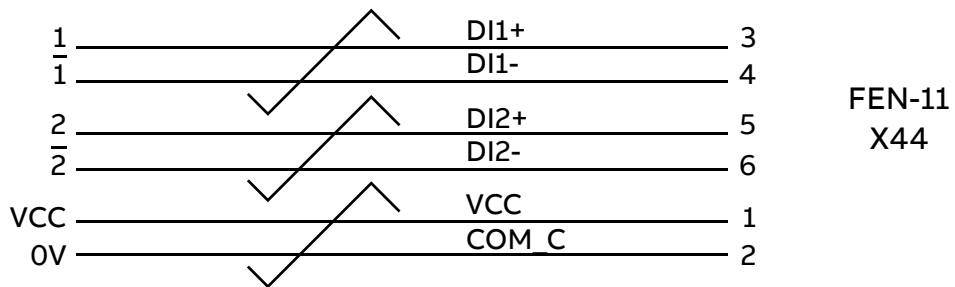 1 DI1+ 3
1̅ DI1- 4
2 DI2+ 5
2̅ DI2- 6
VCC VCC 1
0V COM_C 2
FEN-11
X44